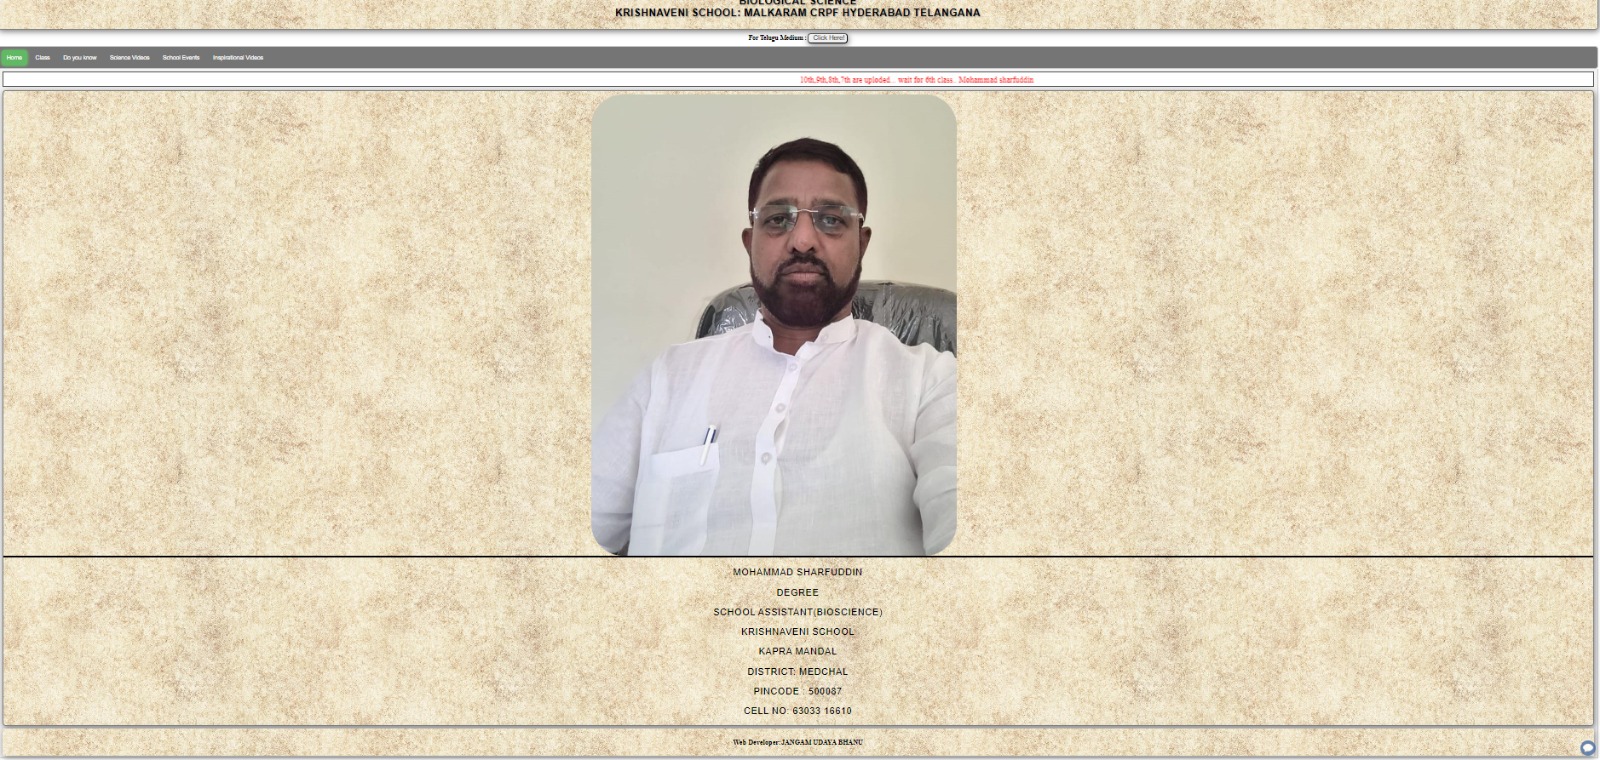 BIOLOGICAL SCIENCE
KRISHNAVENI SCHOOL: MALKARAM CRPF HYDERABAD TELANGANA
For Telugu Medium : Click Here!
Home Class Do you know Science Videos School Events Inspirational Videos
10th,9th,8th,7th are uploded... wait for 6th class.. Mohammad sharfuddin
MOHAMMAD SHARFUDDIN
DEGREE
SCHOOL ASSISTANT(BIOSCIENCE)
KRISHNAVENI SCHOOL
KAPRA MANDAL
DISTRICT: MEDCHAL
PINCODE : 500087
CELL NO: 63033 16610
Web Developer: JANGAM UDAYA BHANU